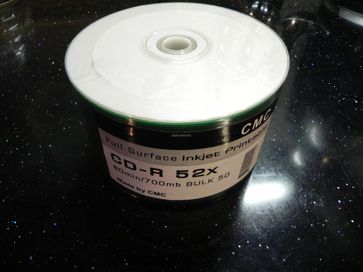 CMC
Full Surface Inkjet Printable
CD-R 52x
80min/700mb BULK 50
Made by CMC